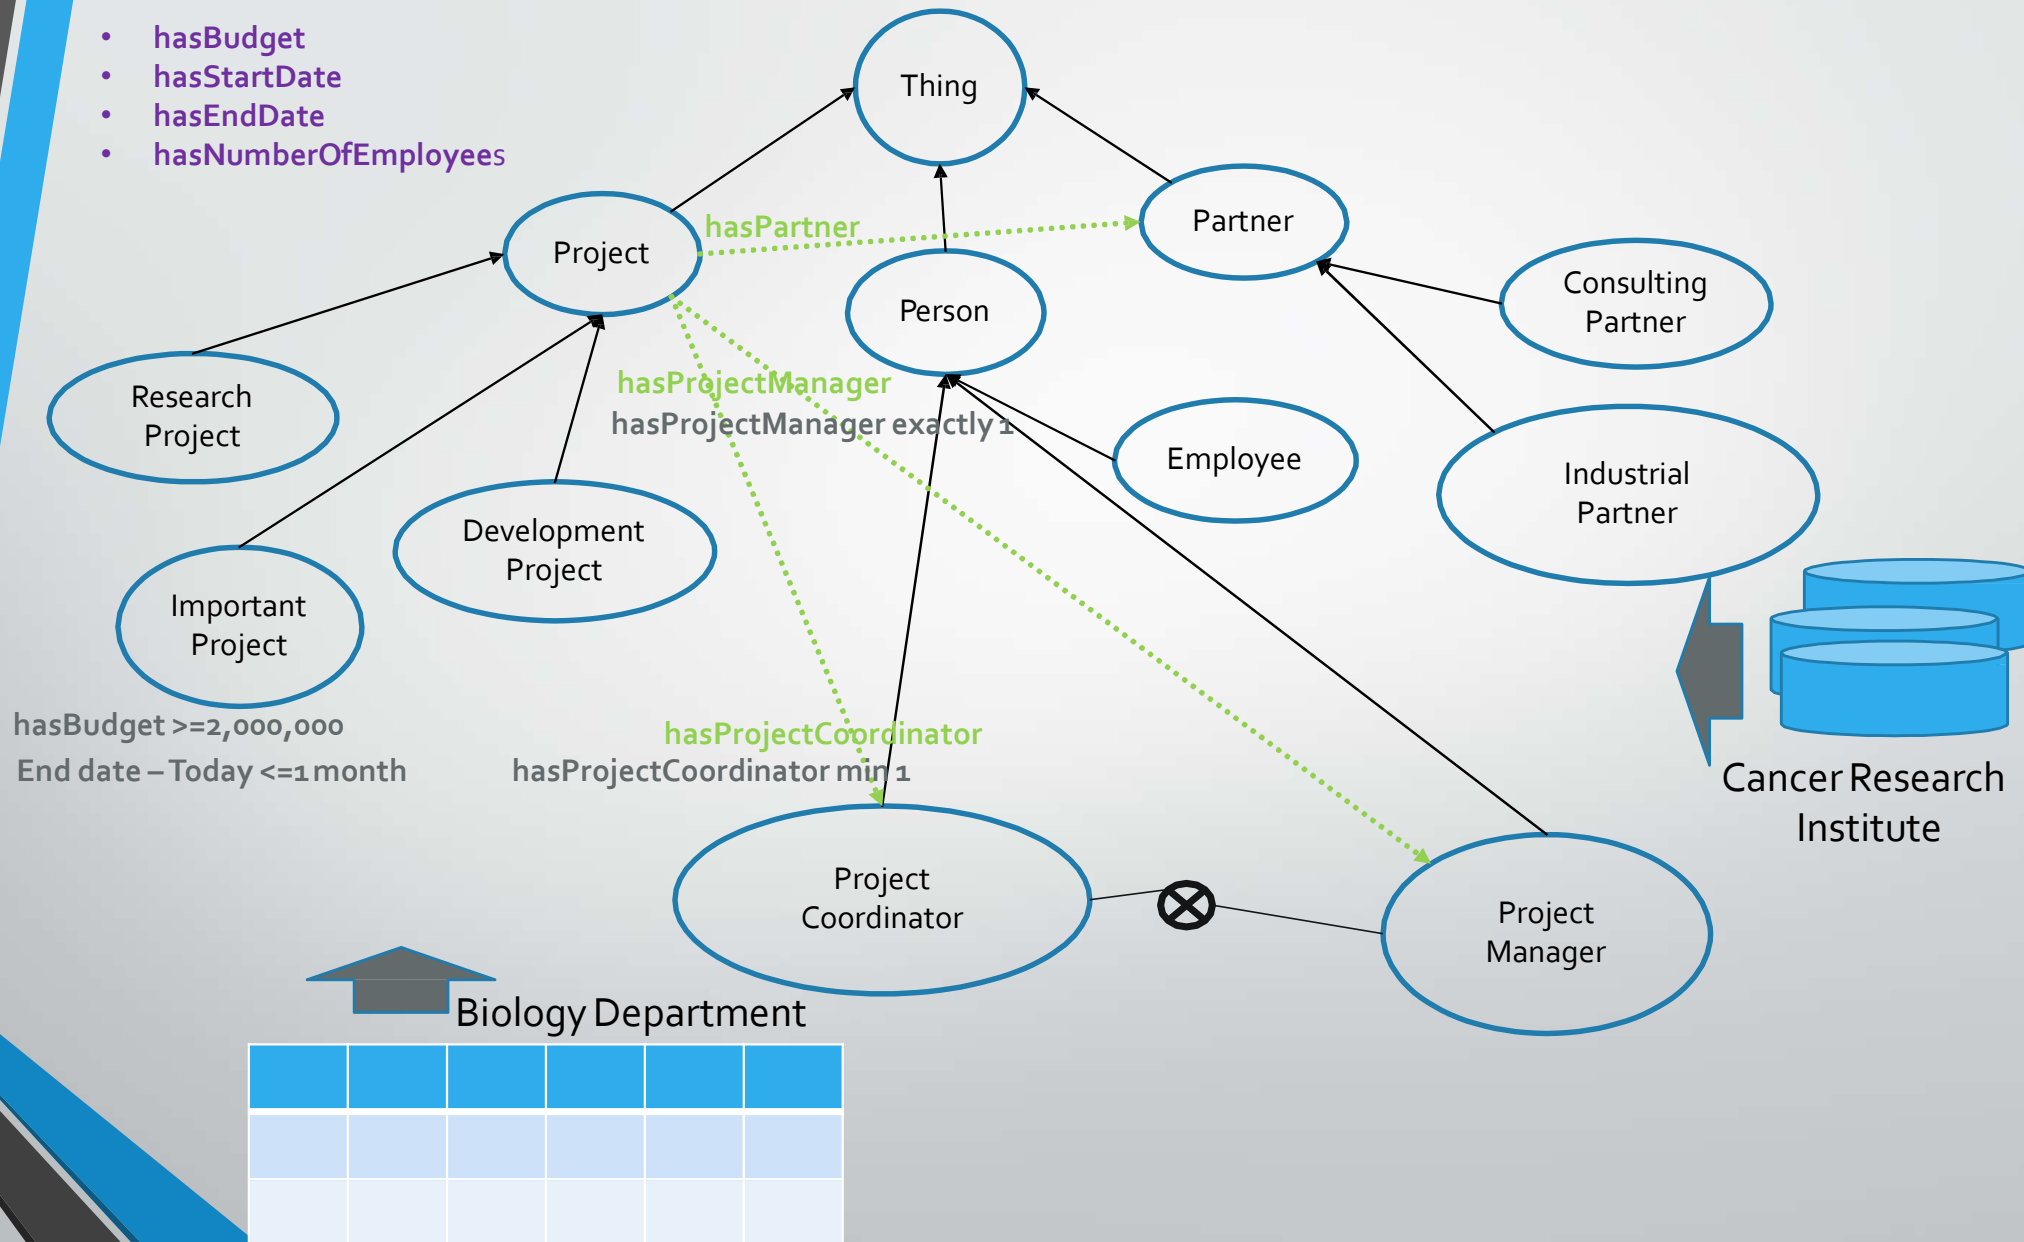 • hasBudget
• hasStartDate
• hasEndDate
• hasNumberOfEmployees
Thing
Project
hasPartner
Partner
Person
Consulting
Partner
Research
Project
hasProjectManager
hasProjectManager exactly 1
Employee
Industrial
Partner
Development
Project
Important
Project
hasBudget >=2,000,000
End date – Today <=1 month
hasProjectCoordinator
hasProjectCoordinator min 1
Cancer Research
Institute
Project
Coordinator
Project
Manager
Biology Department